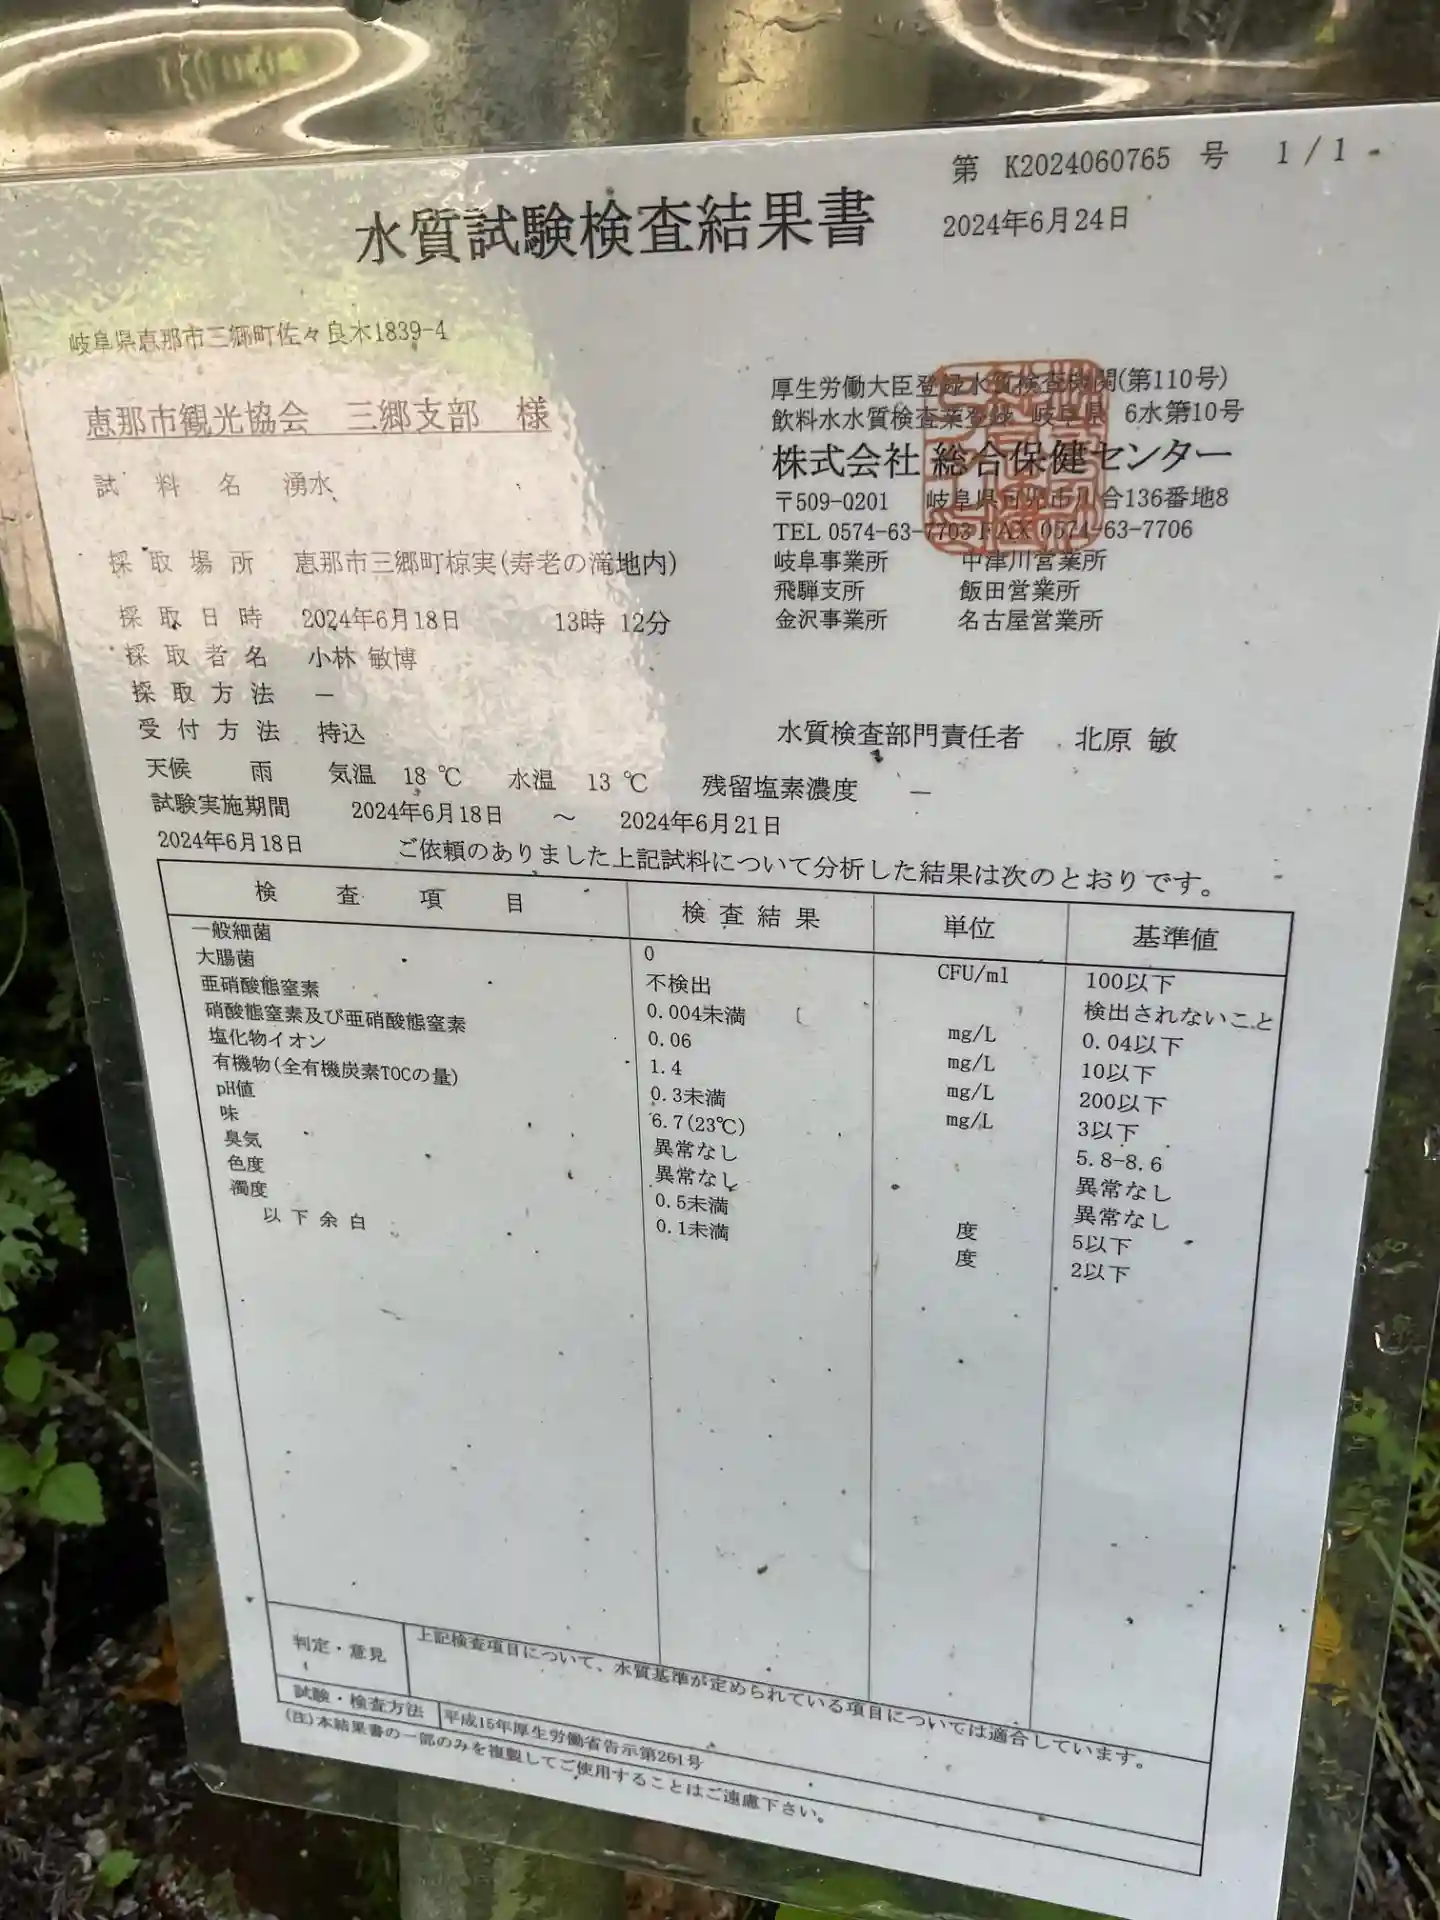 第 K2024060765 号 1 / 1
水質試験検査結果書
2024年6月24日
岐阜県恵那市三郷町佐々良木1839-4
恵那市観光協会 三郷支部 様
厚生労働大臣登録水質検査機関(第110号)
飲料水水質検査業登録 岐阜県 6水第10号
株式会社 総合保健センター
〒509-0201 岐阜県可児市川合136番地8
TEL 0574-63-7703 FAX 0574-63-7706
岐阜事業所 中津川営業所
飛騨支所 飯田営業所
金沢事業所 名古屋営業所
試料名 湧水
採取場所 恵那市三郷町椋実(寿老の滝地内)
採取日時 2024年6月18日 13時 12分
採取者名 小林 敏博
採取方法 －
受付方法 持込
水質検査部門責任者 北原 敏
天候 雨 気温 18 ℃ 水温 13 ℃ 残留塩素濃度 －
試験実施期間 2024年6月18日 ～ 2024年6月21日
2024年6月18日 ご依頼のありました上記試料について分析した結果は次のとおりです。
検査項目 検査結果 単位 基準値
一般細菌 0 CFU/ml 100以下
大腸菌 不検出 検出されないこと
亜硝酸態窒素 0.004未満 mg/L 0.04以下
硝酸態窒素及び亜硝酸態窒素 0.06 mg/L 10以下
塩化物イオン 1.4 mg/L 200以下
有機物(全有機炭素TOCの量) 0.3未満 mg/L 3以下
pH値 6.7(23℃) 5.8-8.6
味 異常なし 異常なし
臭気 異常なし 異常なし
色度 0.5未満 度 5以下
濁度 0.1未満 度 2以下
以下余白
判定・意見 上記検査項目について、水質基準が定められている項目については適合しています。
試験・検査方法 平成15年厚生労働省告示第261号
(注)本結果書の一部のみを複製してご使用することはご遠慮下さい。